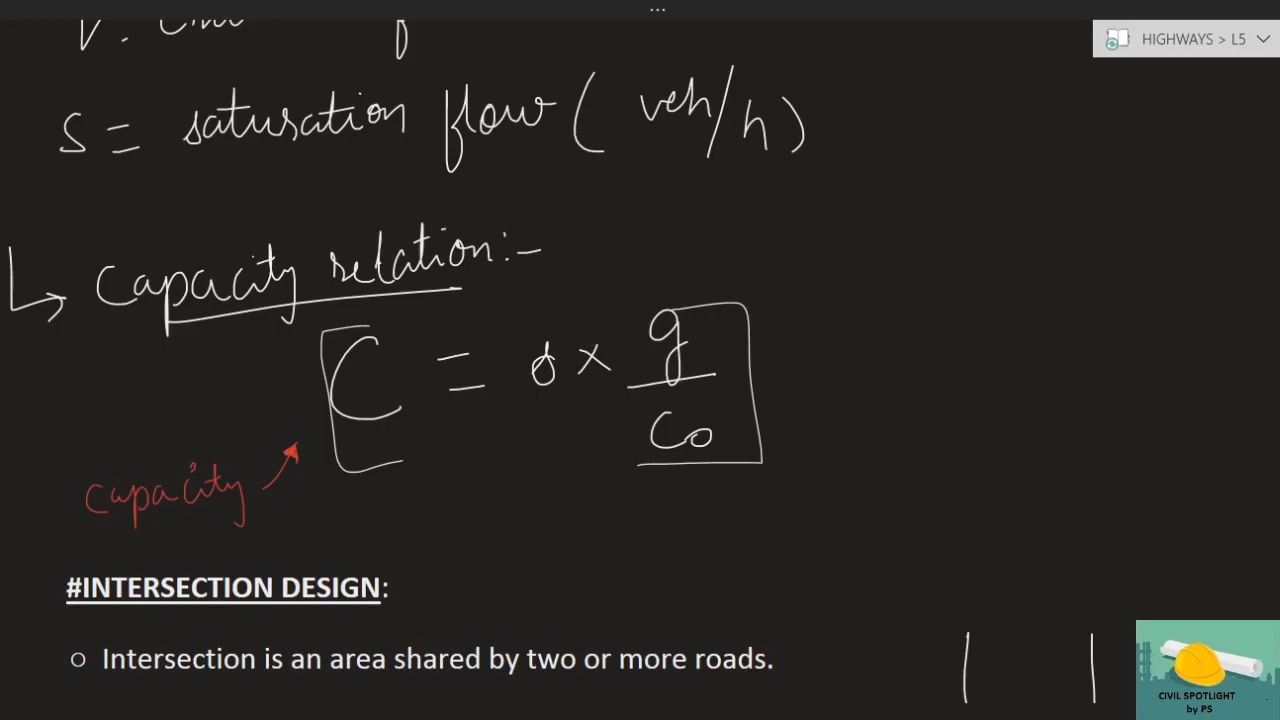 ...
HIGHWAYS > L5
S = saturation flow ( veh/h )
↳ Capacity relation:-
C = s × g/Co
capacity
#INTERSECTION DESIGN:
○ Intersection is an area shared by two or more roads.
CIVIL SPOTLIGHT
by PS